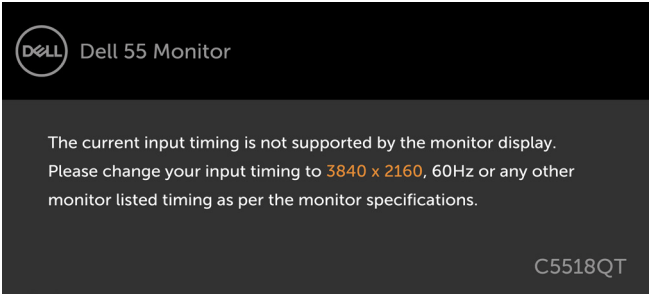 DELL
Dell 55 Monitor
The current input timing is not supported by the monitor display.
Please change your input timing to 3840 x 2160, 60Hz or any other
monitor listed timing as per the monitor specifications.
C5518QT